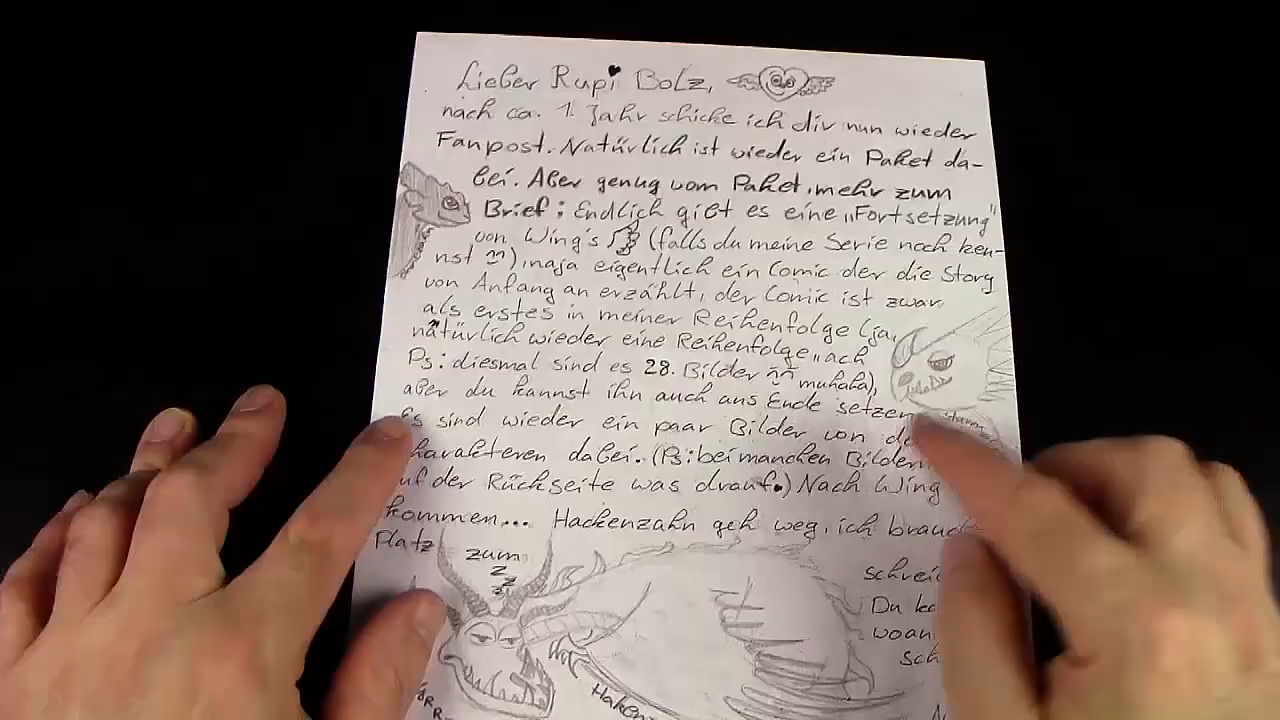 Lieber Rupi Bolz,
nach ca. 1. Jahr schicke ich dir nun wieder
Fanpost. Natürlich ist wieder ein Paket da-
bei. Aber genug vom Paket, mehr zum
Brief: Endlich gibt es eine „Fortsetzung"
von Wing's (falls du meine Serie noch ken-
nst ^^), naja eigentlich ein Comic der die Story
von Anfang an erzählt, der Comic ist zwar
als erstes in meiner Reihenfolge (ja,
natürlich wieder eine Reihenfolge
Ps: diesmal sind es 28. Bilder ^^ muhaha),
aber du kannst ihn auch ans Ende setzen
Es sind wieder ein paar Bilder von
harakteren dabei. (Ps: bei manchen Bildern
uf der Rückseite was drauf.) Nach Wing
kommen... Hackenzahn geh weg, ich brauch
Platz zum
z
z
z
schrei
Du
woan
sch
Haken